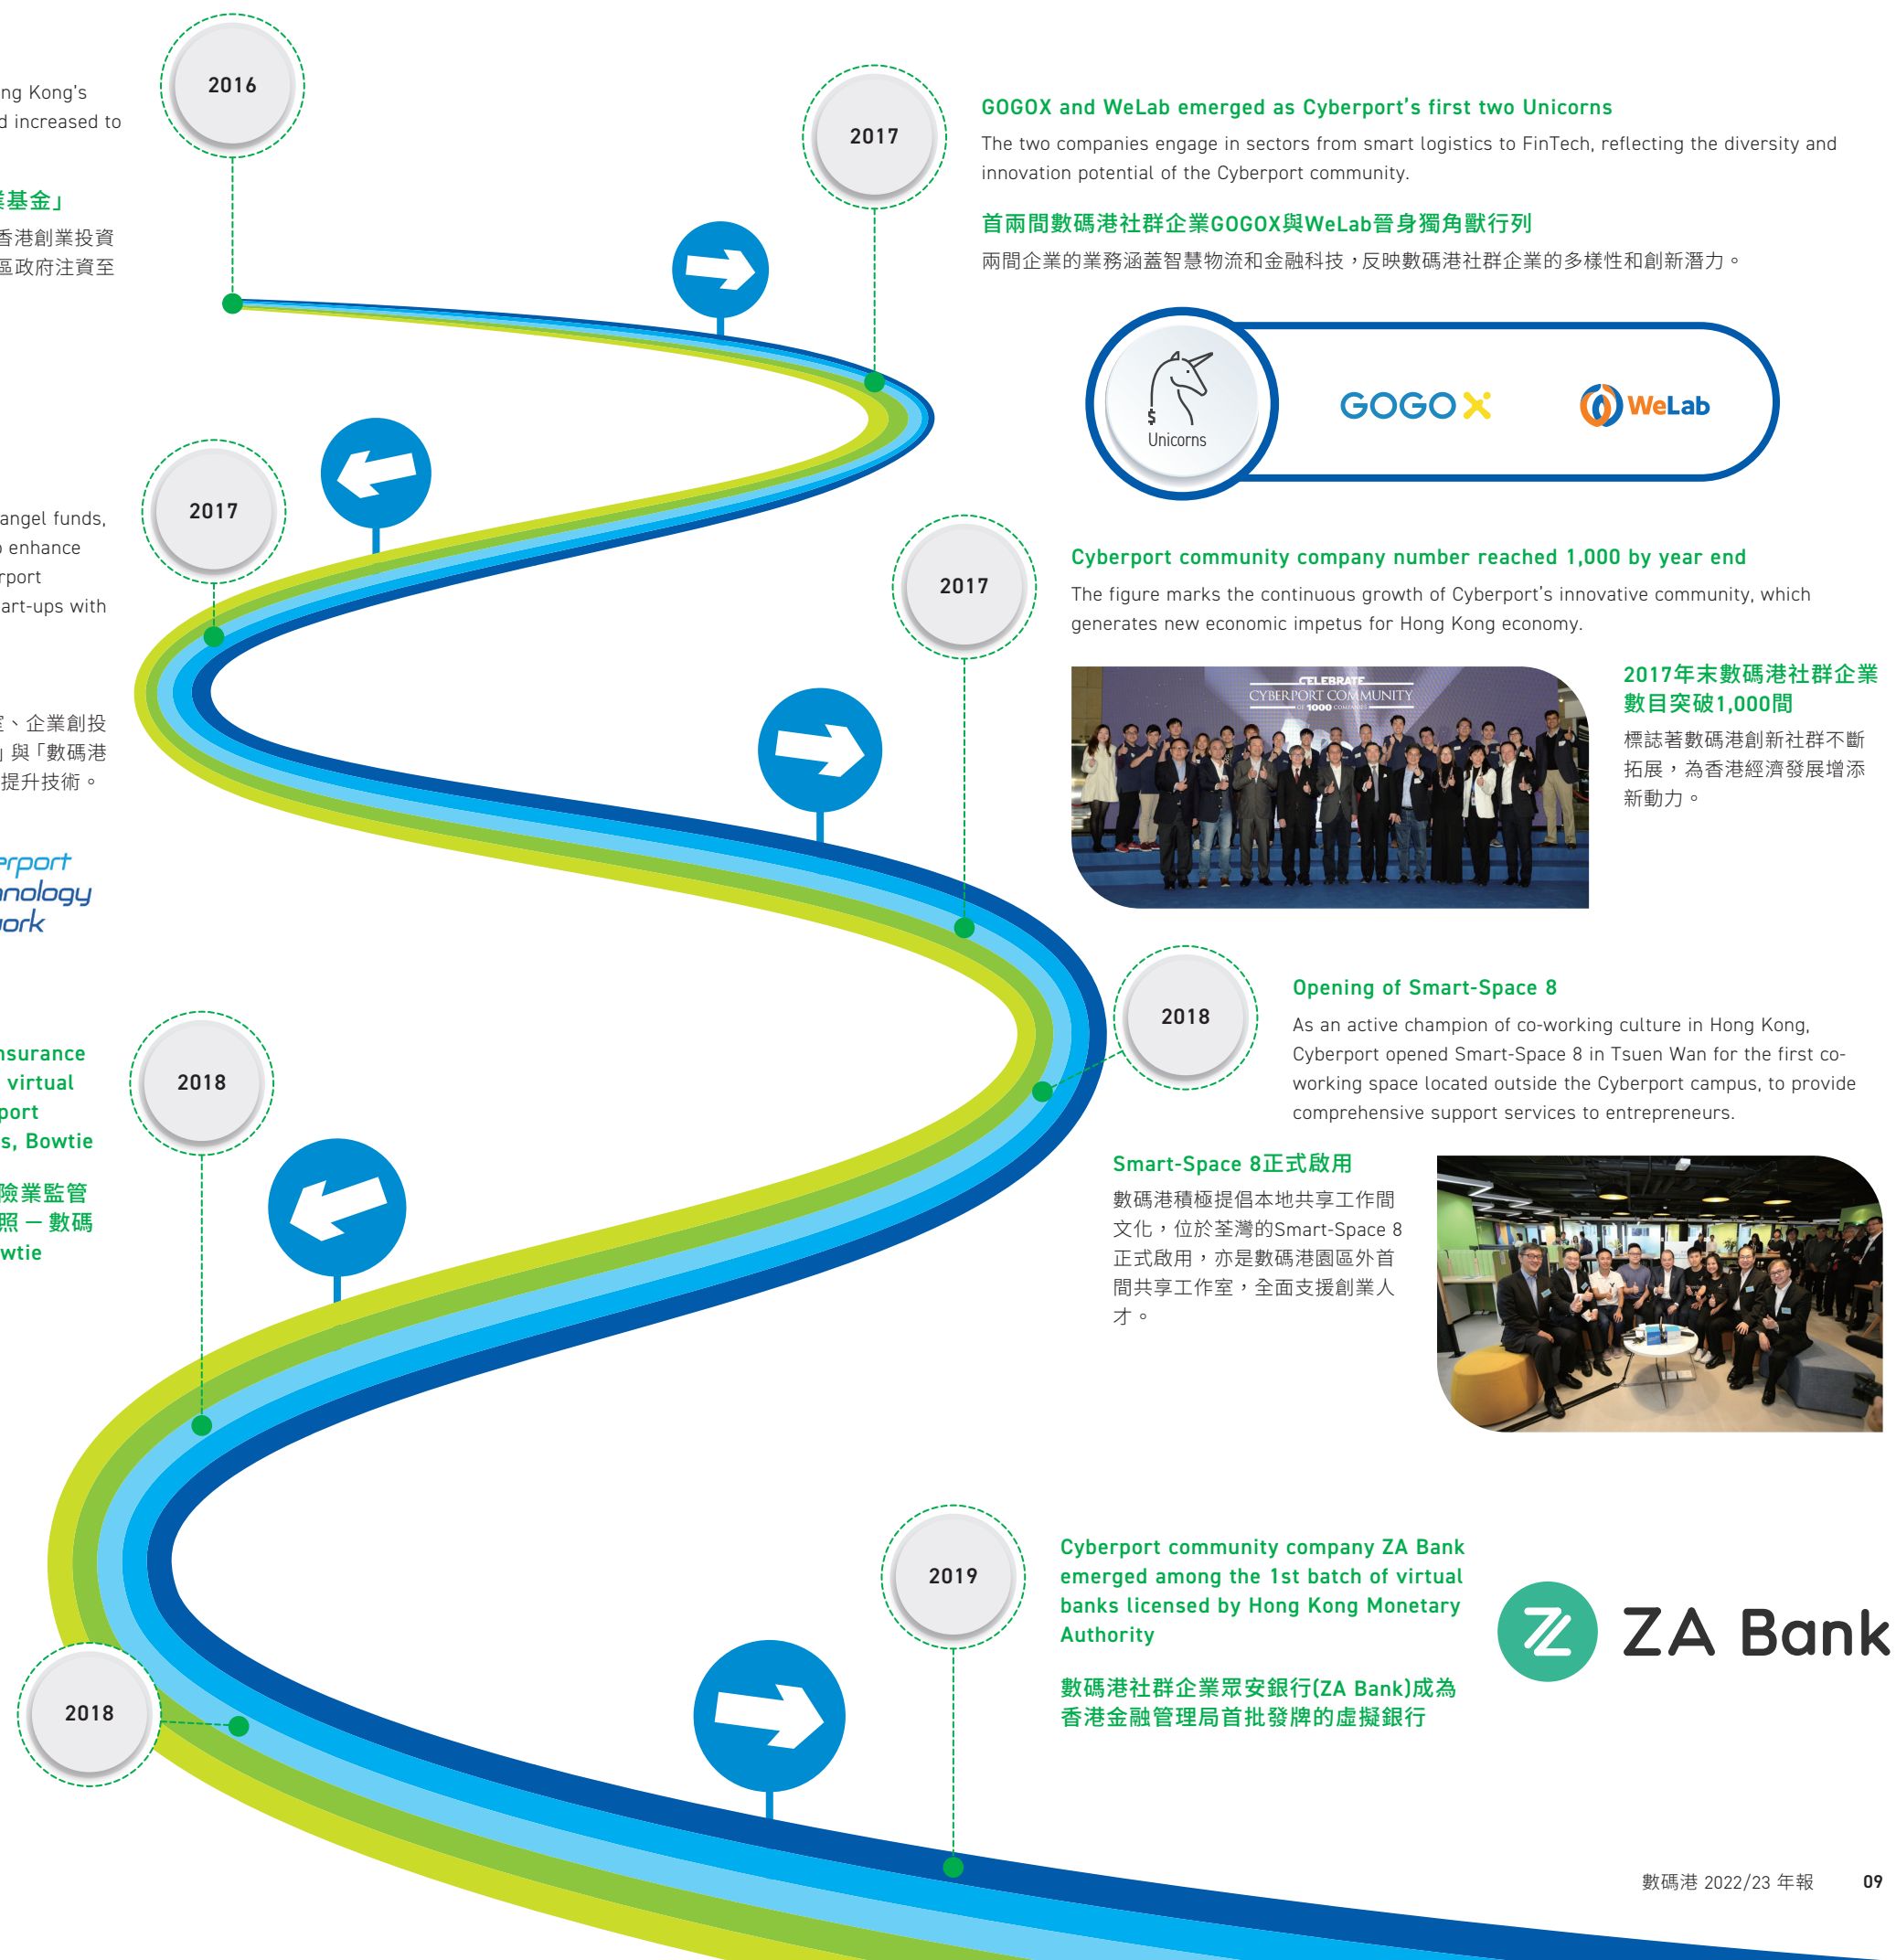 2016
ng Kong's
d increased to
業基金」
香港創業投資
區政府注資至
2017
GOGOX and WeLab emerged as Cyberport's first two Unicorns
The two companies engage in sectors from smart logistics to FinTech, reflecting the diversity and
innovation potential of the Cyberport community.
首兩間數碼港社群企業GOGOX與WeLab晉身獨角獸行列
兩間企業的業務涵蓋智慧物流和金融科技，反映數碼港社群企業的多樣性和創新潛力。
$
Unicorns
GOGOX
WeLab
2017
angel funds,
o enhance
rport
art-ups with
室、企業創投
」與「數碼港
提升技術。
erport
hnology
work
2017
Cyberport community company number reached 1,000 by year end
The figure marks the continuous growth of Cyberport's innovative community, which
generates new economic impetus for Hong Kong economy.
CELEBRATE
CYBERPORT COMMUNITY
OF 1000 COMPANIES
2017年末數碼港社群企業
數目突破1,000間
標誌著數碼港創新社群不斷
拓展，為香港經濟發展增添
新動力。
2018
Opening of Smart-Space 8
As an active champion of co-working culture in Hong Kong,
Cyberport opened Smart-Space 8 in Tsuen Wan for the first co-
working space located outside the Cyberport campus, to provide
comprehensive support services to entrepreneurs.
Smart-Space 8正式啟用
數碼港積極提倡本地共享工作間
文化，位於荃灣的Smart-Space 8
正式啟用，亦是數碼港園區外首
間共享工作室，全面支援創業人
才。
2018
nsurance
virtual
port
s, Bowtie
險業監管
照 — 數碼
owtie
2018
2019
Cyberport community company ZA Bank
emerged among the 1st batch of virtual
banks licensed by Hong Kong Monetary
Authority
數碼港社群企業眾安銀行(ZA Bank)成為
香港金融管理局首批發牌的虛擬銀行
ZA Bank
數碼港 2022/23 年報 09